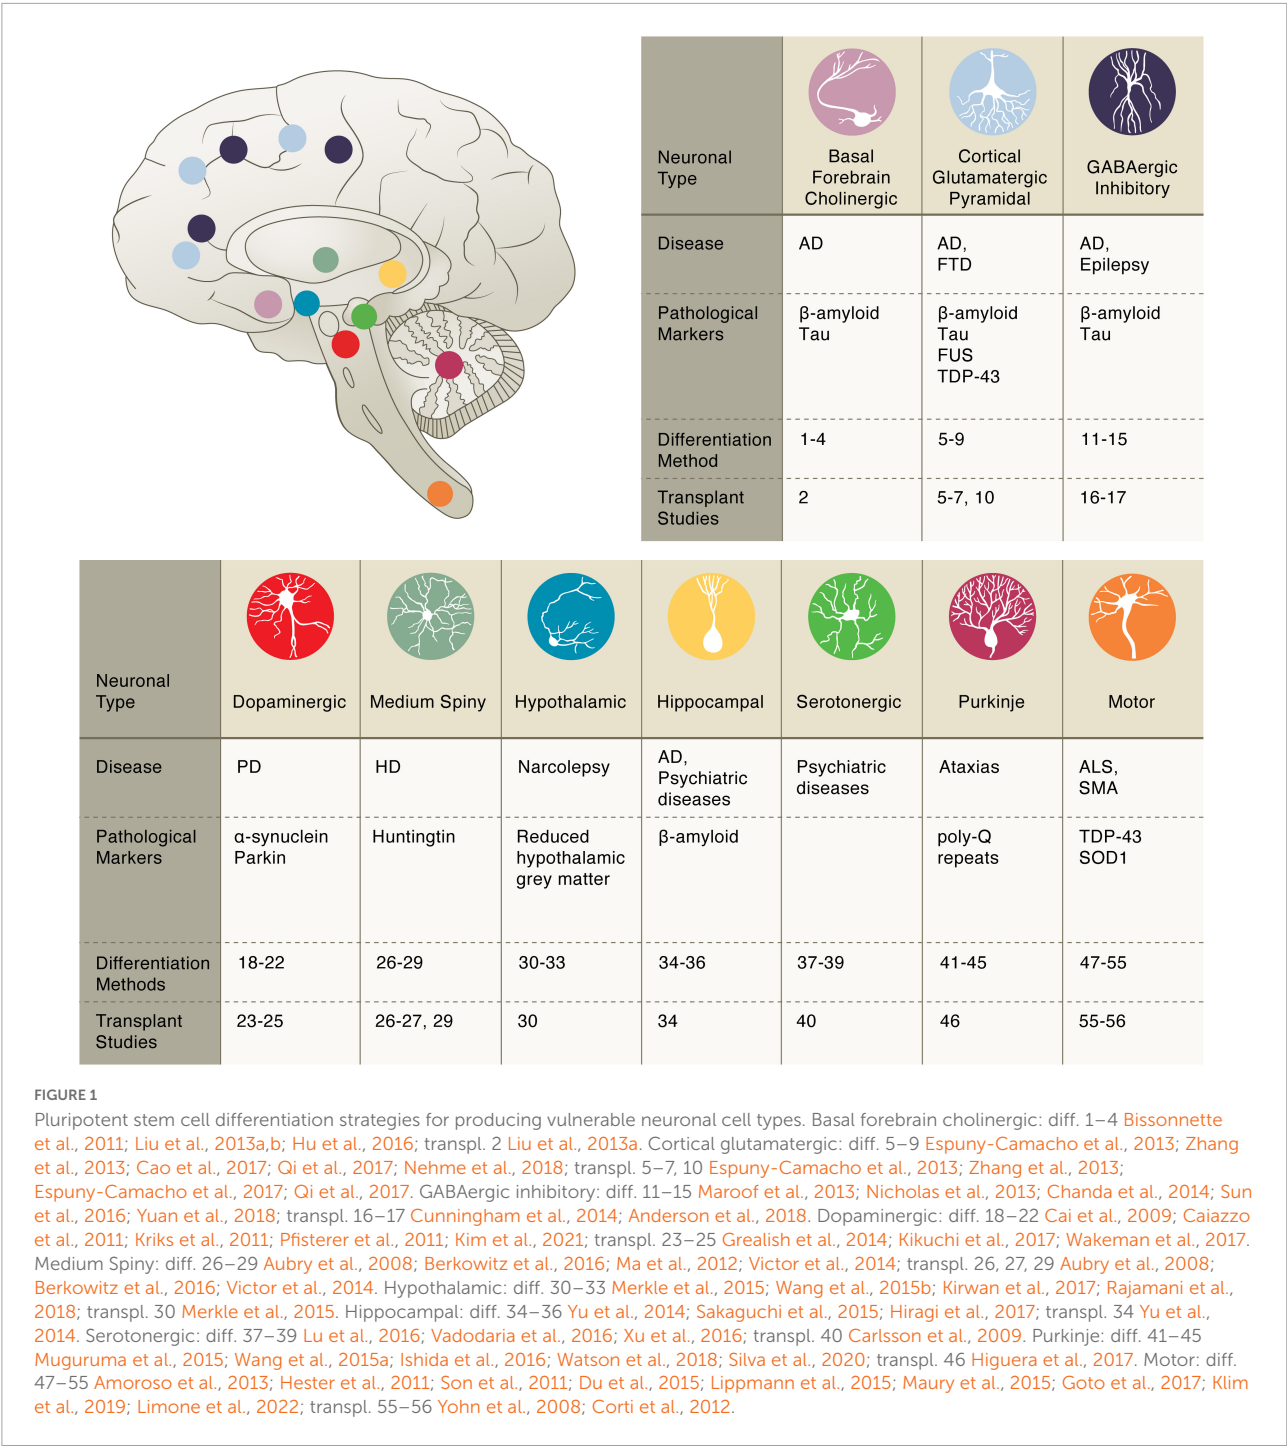 Neuronal
Type
Basal
Forebrain
Cholinergic
Cortical
Glutamatergic
Pyramidal
GABAergic
Inhibitory
Disease
AD
AD,
FTD
AD,
Epilepsy
Pathological
Markers
β-amyloid
Tau
β-amyloid
Tau
FUS
TDP-43
β-amyloid
Tau
Differentiation
Method
1-4
5-9
11-15
Transplant
Studies
2
5-7, 10
16-17
Neuronal
Type
Dopaminergic
Medium Spiny
Hypothalamic
Hippocampal
Serotonergic
Purkinje
Motor
Disease
PD
HD
Narcolepsy
AD,
Psychiatric
diseases
Psychiatric
diseases
Ataxias
ALS,
SMA
Pathological
Markers
α-synuclein
Parkin
Huntingtin
Reduced
hypothalamic
grey matter
β-amyloid
poly-Q
repeats
TDP-43
SOD1
Differentiation
Methods
18-22
26-29
30-33
34-36
37-39
41-45
47-55
Transplant
Studies
23-25
26-27, 29
30
34
40
46
55-56
FIGURE 1
Pluripotent stem cell differentiation strategies for producing vulnerable neuronal cell types. Basal forebrain cholinergic: diff. 1–4 Bissonnette
et al., 2011; Liu et al., 2013a,b; Hu et al., 2016; transpl. 2 Liu et al., 2013a. Cortical glutamatergic: diff. 5–9 Espuny-Camacho et al., 2013; Zhang
et al., 2013; Cao et al., 2017; Qi et al., 2017; Nehme et al., 2018; transpl. 5–7, 10 Espuny-Camacho et al., 2013; Zhang et al., 2013;
Espuny-Camacho et al., 2017; Qi et al., 2017. GABAergic inhibitory: diff. 11–15 Maroof et al., 2013; Nicholas et al., 2013; Chanda et al., 2014; Sun
et al., 2016; Yuan et al., 2018; transpl. 16–17 Cunningham et al., 2014; Anderson et al., 2018. Dopaminergic: diff. 18–22 Cai et al., 2009; Caiazzo
et al., 2011; Kriks et al., 2011; Pfisterer et al., 2011; Kim et al., 2021; transpl. 23–25 Grealish et al., 2014; Kikuchi et al., 2017; Wakeman et al., 2017.
Medium Spiny: diff. 26–29 Aubry et al., 2008; Berkowitz et al., 2016; Ma et al., 2012; Victor et al., 2014; transpl. 26, 27, 29 Aubry et al., 2008;
Berkowitz et al., 2016; Victor et al., 2014. Hypothalamic: diff. 30–33 Merkle et al., 2015; Wang et al., 2015b; Kirwan et al., 2017; Rajamani et al.,
2018; transpl. 30 Merkle et al., 2015. Hippocampal: diff. 34–36 Yu et al., 2014; Sakaguchi et al., 2015; Hiragi et al., 2017; transpl. 34 Yu et al.,
2014. Serotonergic: diff. 37–39 Lu et al., 2016; Vadodaria et al., 2016; Xu et al., 2016; transpl. 40 Carlsson et al., 2009. Purkinje: diff. 41–45
Muguruma et al., 2015; Wang et al., 2015a; Ishida et al., 2016; Watson et al., 2018; Silva et al., 2020; transpl. 46 Higuera et al., 2017. Motor: diff.
47–55 Amoroso et al., 2013; Hester et al., 2011; Son et al., 2011; Du et al., 2015; Lippmann et al., 2015; Maury et al., 2015; Goto et al., 2017; Klim
et al., 2019; Limone et al., 2022; transpl. 55–56 Yohn et al., 2008; Corti et al., 2012.